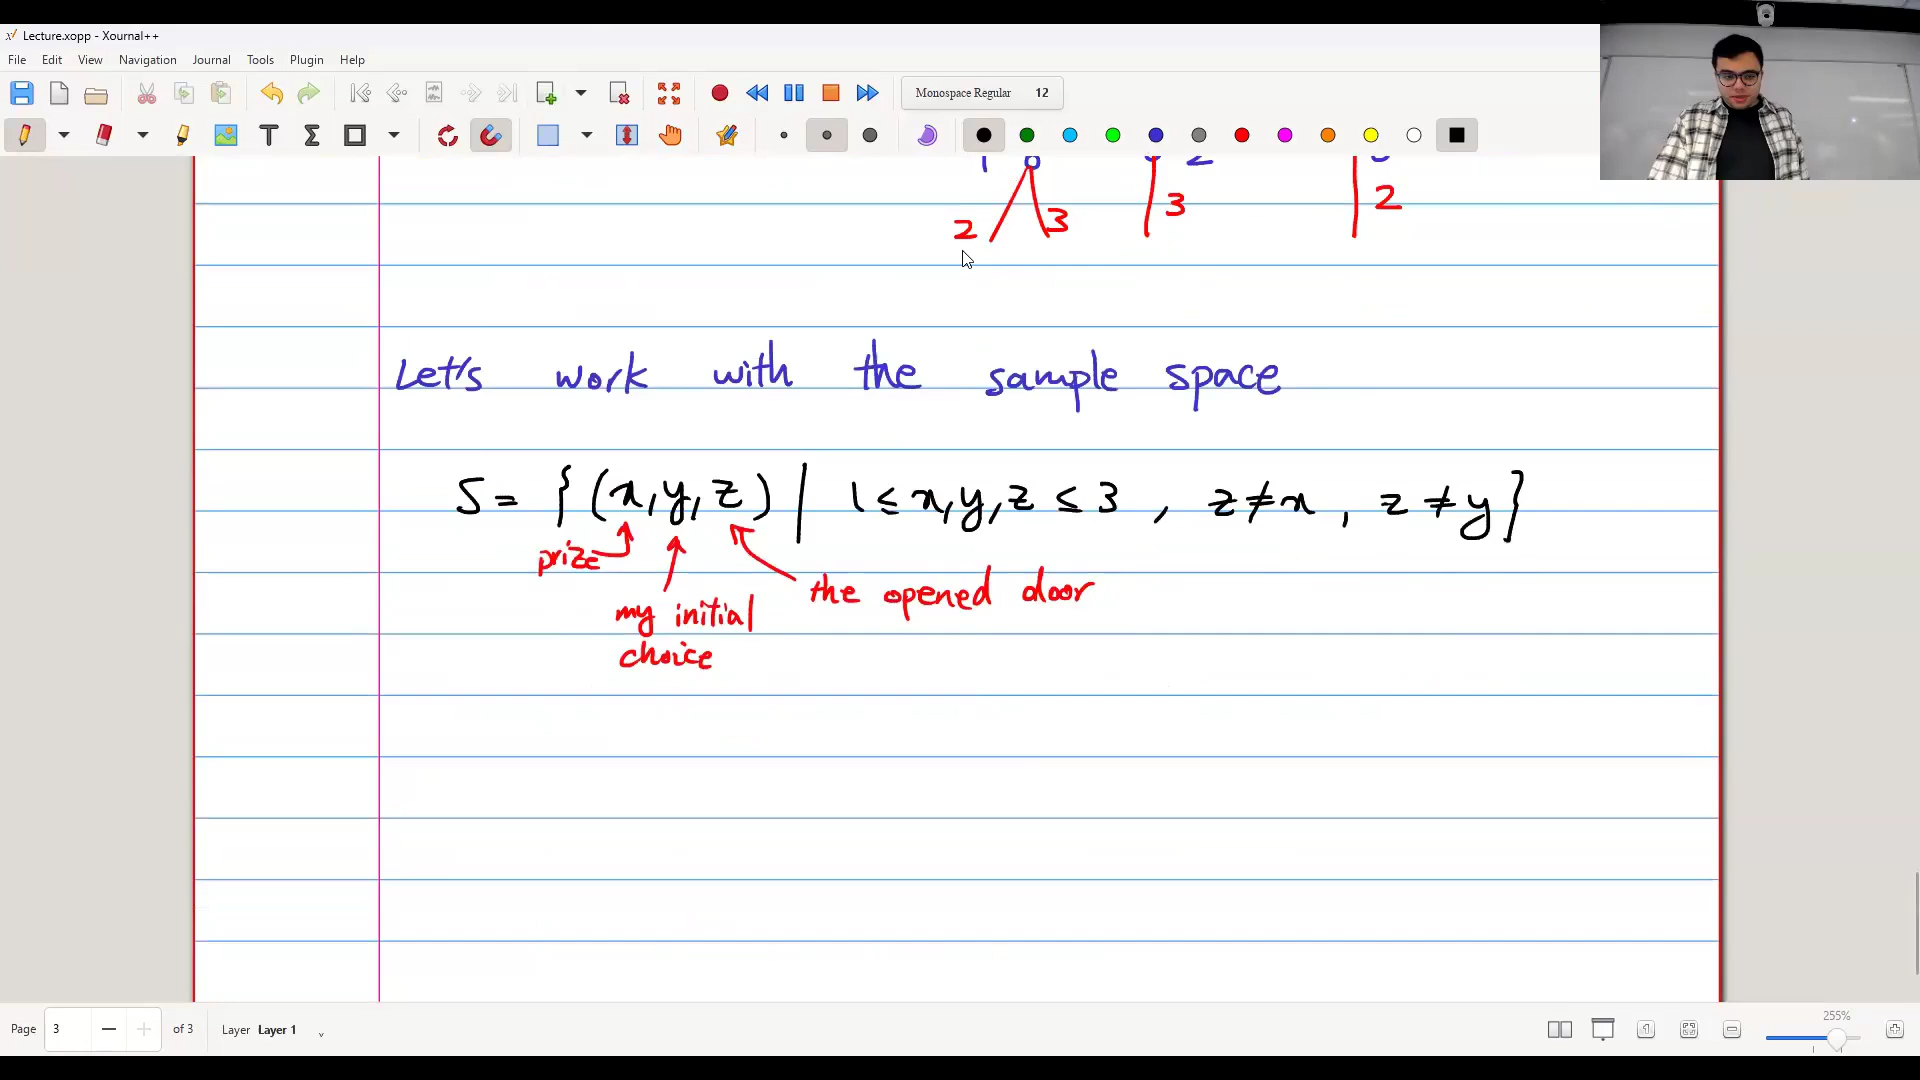 Lecture.xopp - Xournal++
File Edit View Navigation Journal Tools Plugin Help
Monospace Regular 12
1 2
2 3 3 2
Let's work with the sample space
S = { (x, y, z) | 1 ≤ x, y, z ≤ 3 , z ≠ x , z ≠ y }
prize
my initial choice
the opened door
Page 3 of 3 Layer Layer 1
255%